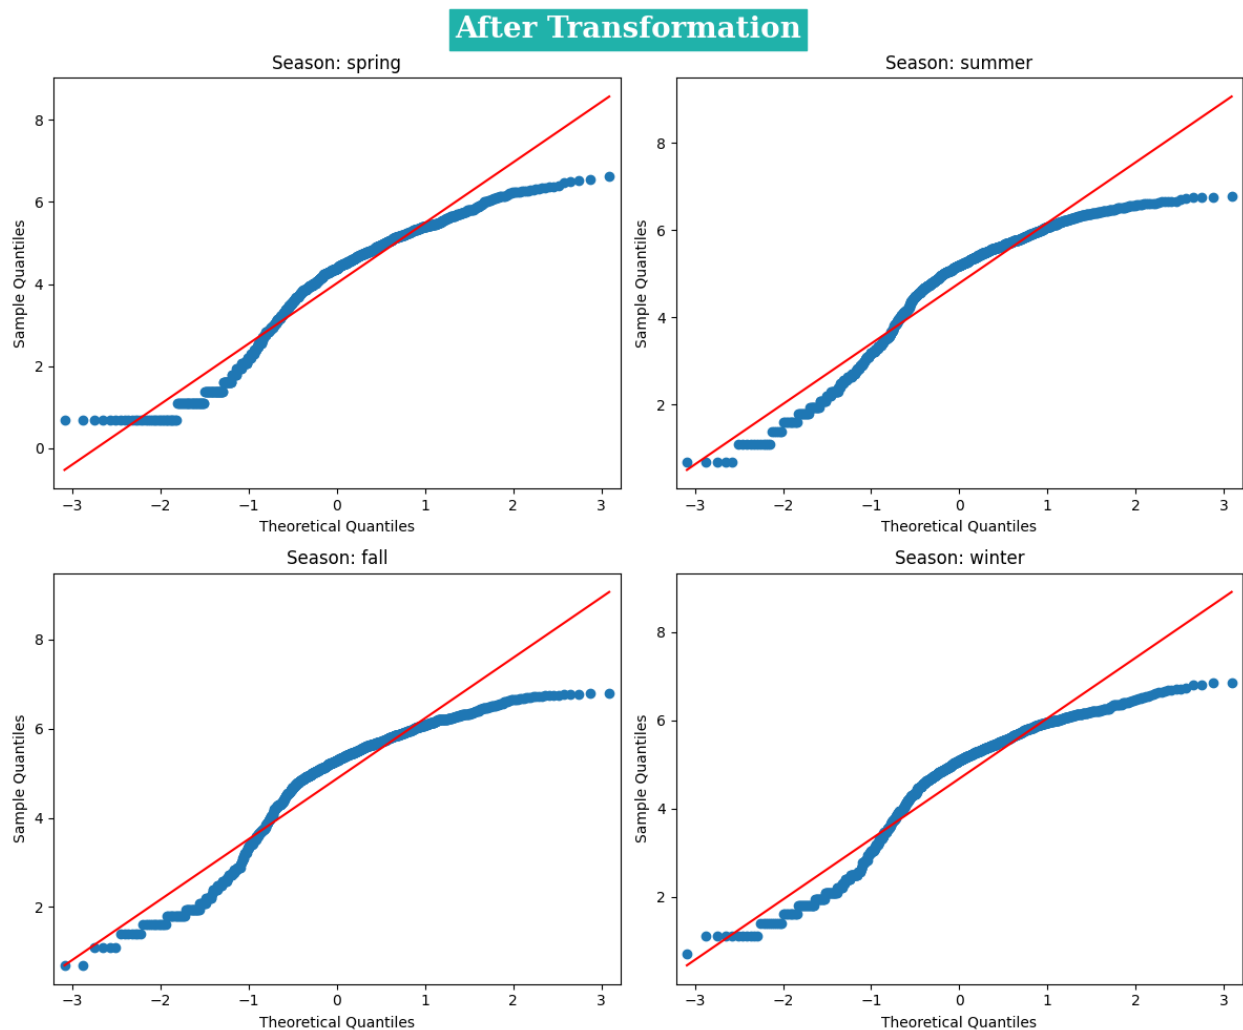 After Transformation
Season: spring
Season: summer
8
6
4
2
0
Sample Quantiles
−3 −2 −1 0 1 2 3
Theoretical Quantiles
8
6
4
2
Sample Quantiles
−3 −2 −1 0 1 2 3
Theoretical Quantiles
Season: fall
Season: winter
8
6
4
2
Sample Quantiles
−3 −2 −1 0 1 2 3
Theoretical Quantiles
8
6
4
2
Sample Quantiles
−3 −2 −1 0 1 2 3
Theoretical Quantiles